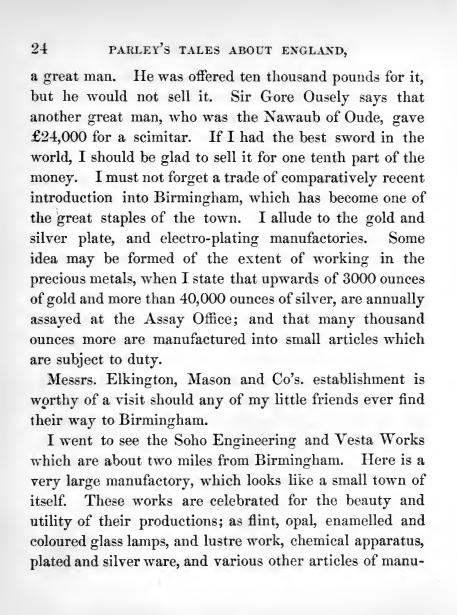 24 PARLEY'S TALES ABOUT ENGLAND,
a great man. He was offered ten thousand pounds for it,
but he would not sell it. Sir Gore Ousely says that
another great man, who was the Nawaub of Oude, gave
£24,000 for a scimitar. If I had the best sword in the
world, I should be glad to sell it for one tenth part of the
money. I must not forget a trade of comparatively recent
introduction into Birmingham, which has become one of
the great staples of the town. I allude to the gold and
silver plate, and electro-plating manufactories. Some
idea may be formed of the extent of working in the
precious metals, when I state that upwards of 3000 ounces
of gold and more than 40,000 ounces of silver, are annually
assayed at the Assay Office; and that many thousand
ounces more are manufactured into small articles which
are subject to duty.
Messrs. Elkington, Mason and Co's. establishment is
worthy of a visit should any of my little friends ever find
their way to Birmingham.
I went to see the Soho Engineering and Vesta Works
which are about two miles from Birmingham. Here is a
very large manufactory, which looks like a small town of
itself. These works are celebrated for the beauty and
utility of their productions; as flint, opal, enamelled and
coloured glass lamps, and lustre work, chemical apparatus,
plated and silver ware, and various other articles of manu-